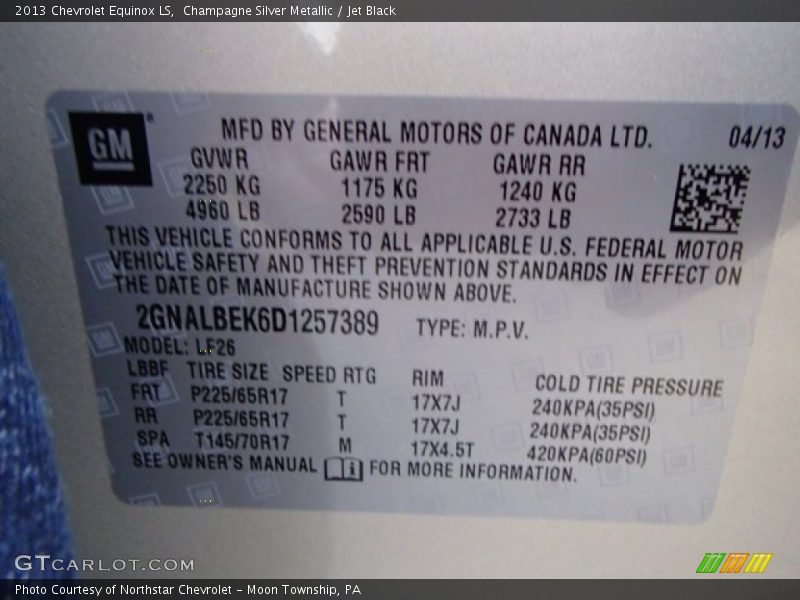 2013 Chevrolet Equinox LS,  Champagne Silver Metallic / Jet Black
GM
MFD BY GENERAL MOTORS OF CANADA LTD. 04/13
GVWR GAWR FRT GAWR RR
2250 KG 1175 KG 1240 KG
4960 LB 2590 LB 2733 LB
THIS VEHICLE CONFORMS TO ALL APPLICABLE U.S. FEDERAL MOTOR
VEHICLE SAFETY AND THEFT PREVENTION STANDARDS IN EFFECT ON
THE DATE OF MANUFACTURE SHOWN ABOVE.
2GNALBEK6D1257389 TYPE: M.P.V.
MODEL: LF26
LBBF TIRE SIZE SPEED RTG RIM COLD TIRE PRESSURE
FRT P225/65R17 T 17X7J 240KPA(35PSI)
RR P225/65R17 T 17X7J 240KPA(35PSI)
SPA T145/70R17 M 17X4.5T 420KPA(60PSI)
SEE OWNER'S MANUAL FOR MORE INFORMATION.
GTCARLOT.COM
Photo Courtesy of Northstar Chevrolet - Moon Township, PA